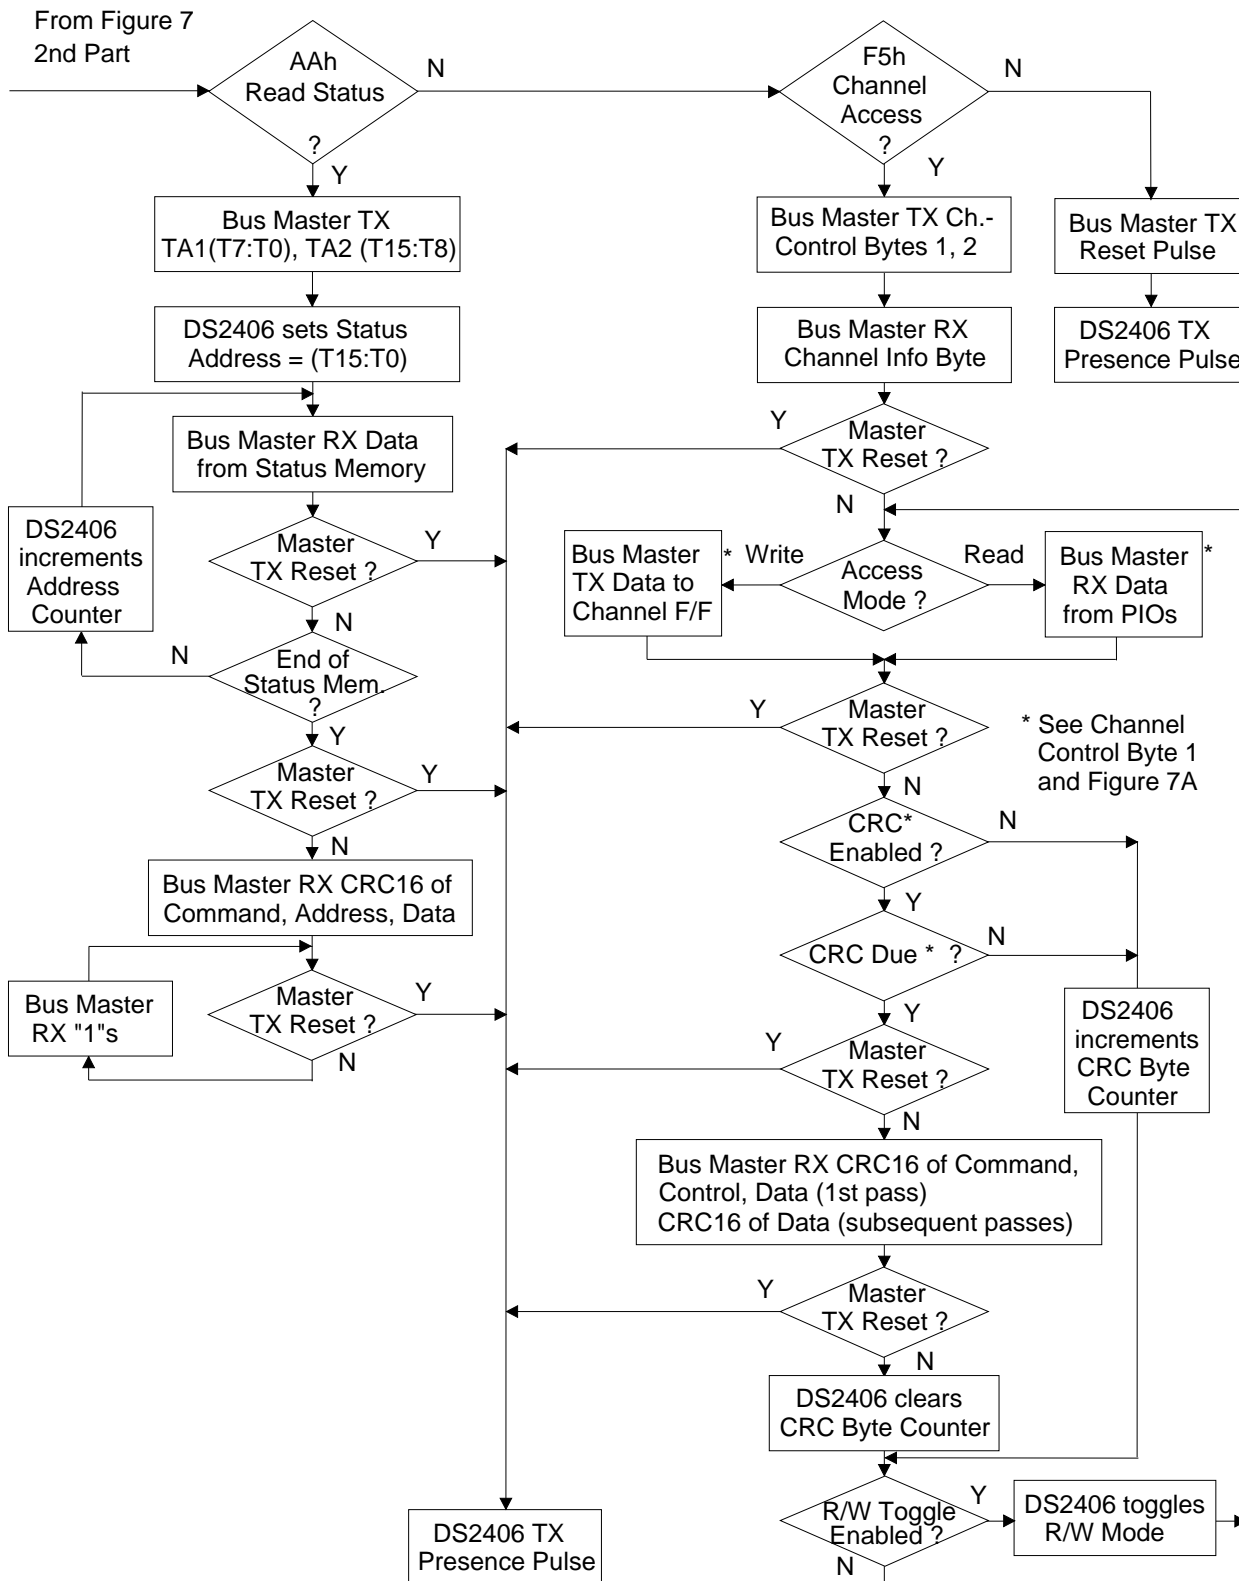 From Figure 7
2nd Part
AAh
Read Status
?
N
Y
F5h
Channel
Access
?
N
Y
Bus Master TX
TA1(T7:T0), TA2 (T15:T8)
Bus Master TX Ch.-
Control Bytes 1, 2
Bus Master TX
Reset Pulse
DS2406 sets Status
Address = (T15:T0)
Bus Master RX
Channel Info Byte
DS2406 TX
Presence Pulse
Bus Master RX Data
from Status Memory
Y
Master
TX Reset ?
N
DS2406
increments
Address
Counter
Master
TX Reset ?
Y
N
Bus Master
TX Data to
Channel F/F
* Write
Access
Mode ?
Read
Bus Master
RX Data
from PIOs
*
N
End of
Status Mem.
?
Y
Y
Master
TX Reset ?
N
* See Channel
Control Byte 1
and Figure 7A
Master
TX Reset ?
Y
N
CRC*
Enabled ?
N
Y
Bus Master RX CRC16 of
Command, Address, Data
CRC Due * ?
N
Y
Bus Master
RX "1"s
Master
TX Reset ?
Y
N
Y
Master
TX Reset ?
N
DS2406
increments
CRC Byte
Counter
Bus Master RX CRC16 of Command,
Control, Data (1st pass)
CRC16 of Data (subsequent passes)
Y
Master
TX Reset ?
N
DS2406 clears
CRC Byte Counter
R/W Toggle
Enabled ?
Y
N
DS2406 toggles
R/W Mode
DS2406 TX
Presence Pulse